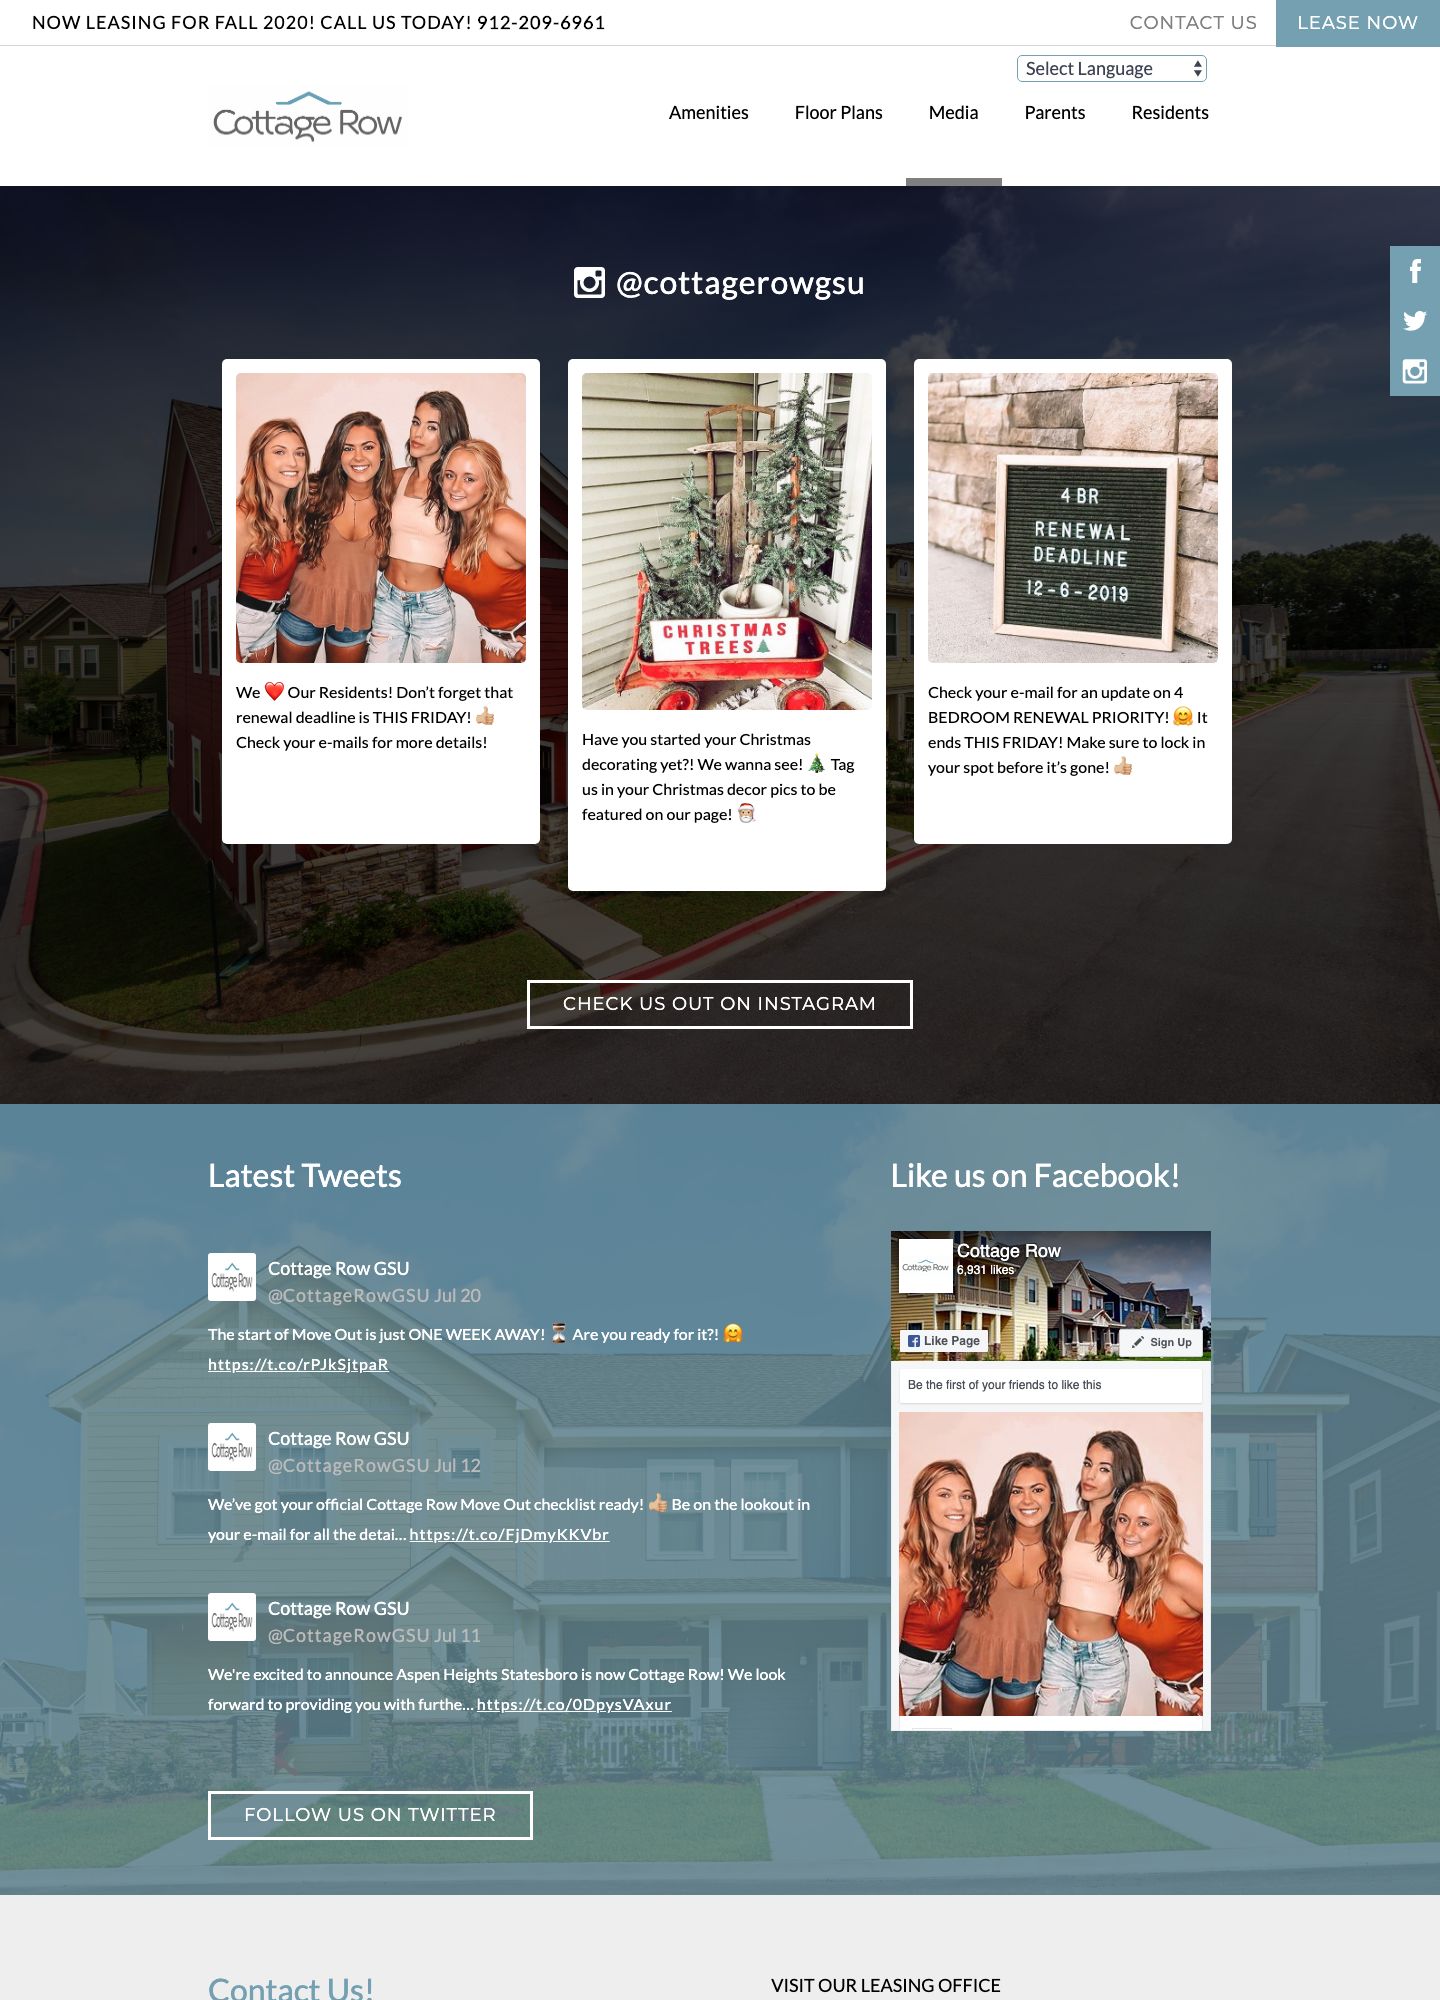 NOW LEASING FOR FALL 2020! CALL US TODAY! 912-209-6961
CONTACT US
LEASE NOW
Select Language
Cottage Row
Amenities
Floor Plans
Media
Parents
Residents
@cottagerowgsu
CHRISTMAS
TREES
4 BR
RENEWAL
DEADLINE
12-6-2019
We ❤️ Our Residents! Don’t forget that
renewal deadline is THIS FRIDAY! 👍🏼
Check your e-mails for more details!
Have you started your Christmas
decorating yet?! We wanna see! 🎄 Tag
us in your Christmas decor pics to be
featured on our page! 🎅🏼
Check your e-mail for an update on 4
BEDROOM RENEWAL PRIORITY! 🤗 It
ends THIS FRIDAY! Make sure to lock in
your spot before it’s gone! 👍🏼
CHECK US OUT ON INSTAGRAM
Latest Tweets
Cottage Row
Cottage Row GSU
@CottageRowGSU Jul 20
The start of Move Out is just ONE WEEK AWAY! ⏳ Are you ready for it?! 🤗
https://t.co/rPJkSjtpaR
Cottage Row
Cottage Row GSU
@CottageRowGSU Jul 12
We’ve got your official Cottage Row Move Out checklist ready! 👍🏼 Be on the lookout in
your e-mail for all the detai… https://t.co/FjDmyKKVbr
Cottage Row
Cottage Row GSU
@CottageRowGSU Jul 11
We're excited to announce Aspen Heights Statesboro is now Cottage Row! We look
forward to providing you with furthe… https://t.co/0DpysVAxur
FOLLOW US ON TWITTER
Like us on Facebook!
Cottage Row
Cottage Row
6,931 likes
Like Page
Sign Up
Be the first of your friends to like this
Contact Us!
VISIT OUR LEASING OFFICE